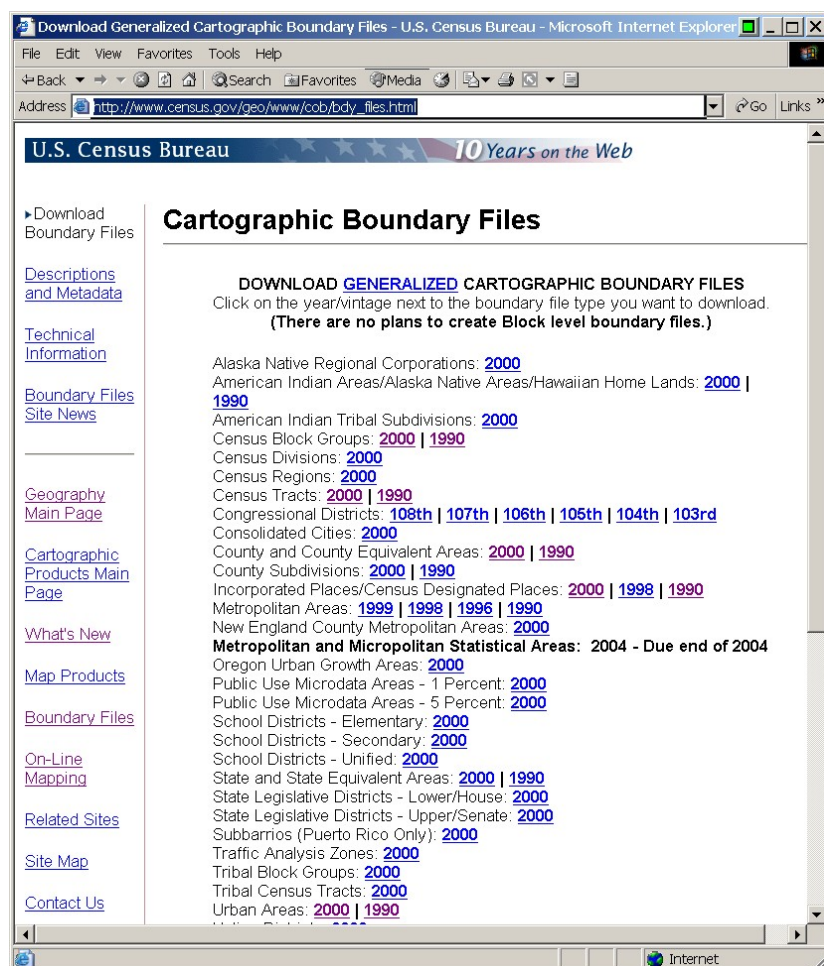 Download Generalized Cartographic Boundary Files - U.S. Census Bureau - Microsoft Internet Explorer
File Edit View Favorites Tools Help
Back Search Favorites Media
Address http://www.census.gov/geo/www/cob/bdy_files.html Go Links »
U.S. Census Bureau 10 Years on the Web
Download
Boundary Files
Descriptions
and Metadata
Technical
Information
Boundary Files
Site News
Geography
Main Page
Cartographic
Products Main
Page
What's New
Map Products
Boundary Files
On-Line
Mapping
Related Sites
Site Map
Contact Us
Cartographic Boundary Files
DOWNLOAD GENERALIZED CARTOGRAPHIC BOUNDARY FILES
Click on the year/vintage next to the boundary file type you want to download.
(There are no plans to create Block level boundary files.)
Alaska Native Regional Corporations: 2000
American Indian Areas/Alaska Native Areas/Hawaiian Home Lands: 2000 |
1990
American Indian Tribal Subdivisions: 2000
Census Block Groups: 2000 | 1990
Census Divisions: 2000
Census Regions: 2000
Census Tracts: 2000 | 1990
Congressional Districts: 108th | 107th | 106th | 105th | 104th | 103rd
Consolidated Cities: 2000
County and County Equivalent Areas: 2000 | 1990
County Subdivisions: 2000 | 1990
Incorporated Places/Census Designated Places: 2000 | 1998 | 1990
Metropolitan Areas: 1999 | 1998 | 1996 | 1990
New England County Metropolitan Areas: 2000
Metropolitan and Micropolitan Statistical Areas: 2004 - Due end of 2004
Oregon Urban Growth Areas: 2000
Public Use Microdata Areas - 1 Percent: 2000
Public Use Microdata Areas - 5 Percent: 2000
School Districts - Elementary: 2000
School Districts - Secondary: 2000
School Districts - Unified: 2000
State and State Equivalent Areas: 2000 | 1990
State Legislative Districts - Lower/House: 2000
State Legislative Districts - Upper/Senate: 2000
Subbarrios (Puerto Rico Only): 2000
Traffic Analysis Zones: 2000
Tribal Block Groups: 2000
Tribal Census Tracts: 2000
Urban Areas: 2000 | 1990
Internet